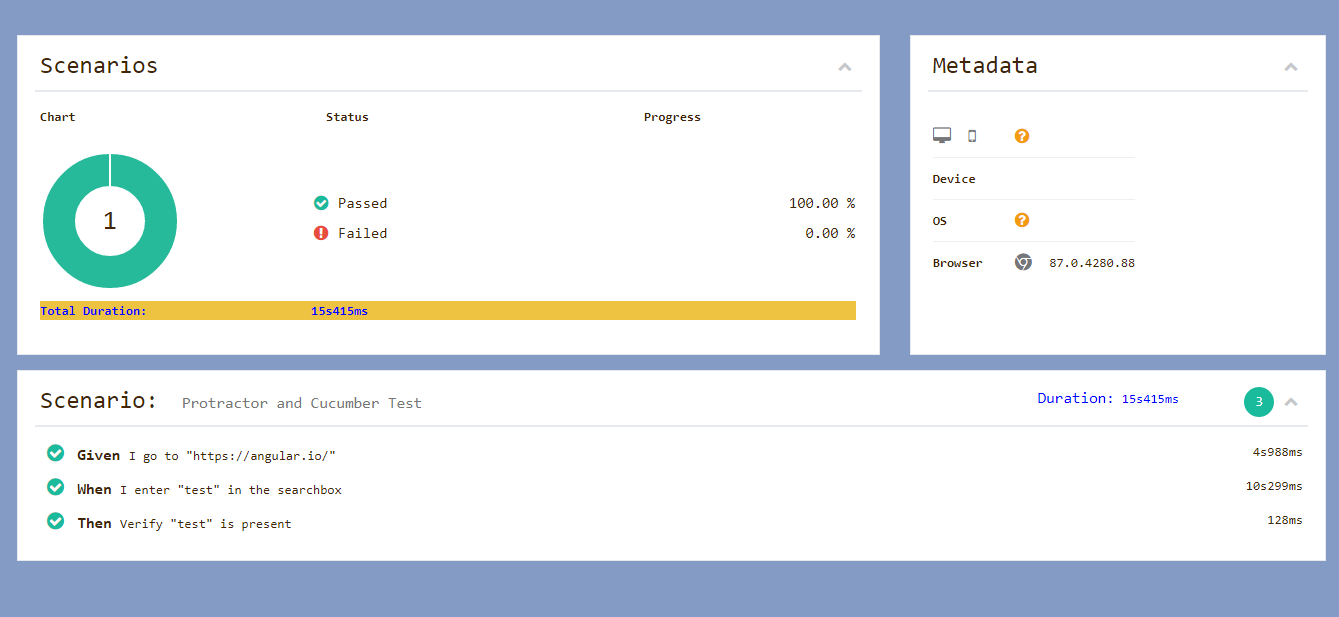 Scenarios
Chart Status Progress
1
Passed 100.00 %
Failed 0.00 %
Total Duration: 15s415ms
Metadata
Device
OS
Browser 87.0.4280.88
Scenario: Protractor and Cucumber Test Duration: 15s415ms 3
Given I go to "https://angular.io/" 4s988ms
When I enter "test" in the searchbox 10s299ms
Then Verify "test" is present 128ms